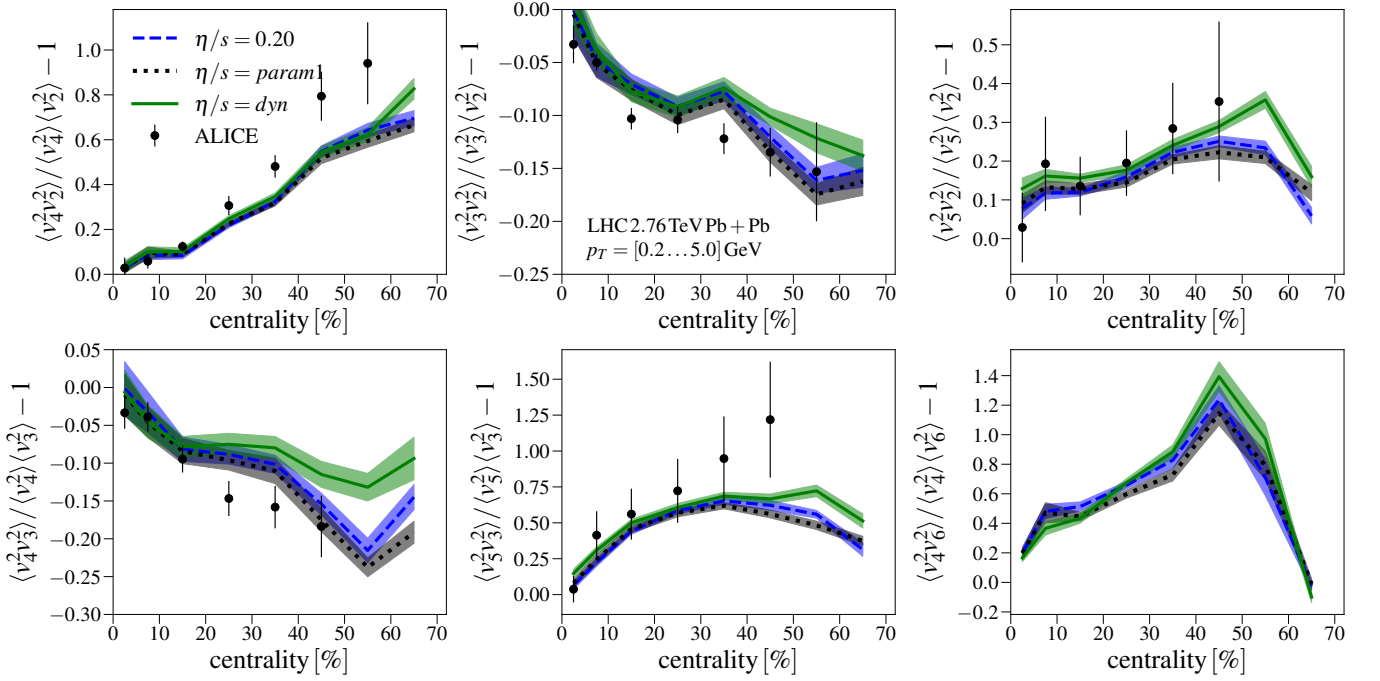 ⟨v₄²v₂²⟩/⟨v₄²⟩⟨v₂²⟩ − 1
1.0
0.8
0.6
0.4
0.2
0.0
η/s = 0.20
η/s = param1
η/s = dyn
ALICE
0 10 20 30 40 50 60 70
centrality [%]
⟨v₃²v₂²⟩/⟨v₃²⟩⟨v₂²⟩ − 1
0.00
−0.05
−0.10
−0.15
−0.20
−0.25
LHC 2.76 TeV Pb + Pb
p_T = [0.2…5.0] GeV
0 10 20 30 40 50 60 70
centrality [%]
⟨v₅²v₂²⟩/⟨v₅²⟩⟨v₂²⟩ − 1
0.5
0.4
0.3
0.2
0.1
0.0
0 10 20 30 40 50 60 70
centrality [%]
⟨v₄²v₃²⟩/⟨v₄²⟩⟨v₃²⟩ − 1
0.05
0.00
−0.05
−0.10
−0.15
−0.20
−0.25
−0.30
0 10 20 30 40 50 60 70
centrality [%]
⟨v₅²v₃²⟩/⟨v₅²⟩⟨v₃²⟩ − 1
1.50
1.25
1.00
0.75
0.50
0.25
0.00
0 10 20 30 40 50 60 70
centrality [%]
⟨v₄²v₆²⟩/⟨v₄²⟩⟨v₆²⟩ − 1
1.4
1.2
1.0
0.8
0.6
0.4
0.2
0.0
−0.2
0 10 20 30 40 50 60 70
centrality [%]